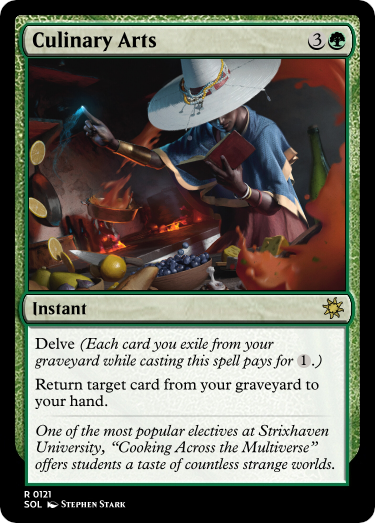 Culinary Arts 3
Instant
Delve (Each card you exile from your
graveyard while casting this spell pays for 1.)
Return target card from your graveyard to
your hand.
One of the most popular electives at Strixhaven
University, “Cooking Across the Multiverse”
offers students a taste of countless strange worlds.
R 0121
SOL Stephen Stark